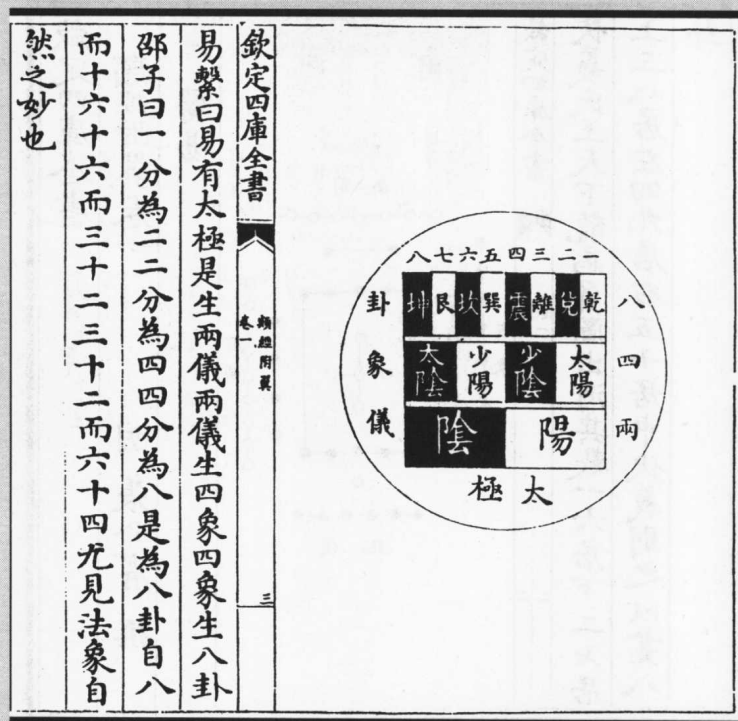 八七六五四三二一
乾兌離震巽坎艮坤
八卦
太陽少陰少陽太陰
四象
陽陰
兩儀
太極
欽定四庫全書
類經附翼
卷一
三
易繫曰易有太極是生兩儀兩儀生四象四象生八卦
邵子曰一分為二二分為四四分為八是為八卦自八
而十六十六而三十二三十二而六十四尤見法象自
然之妙也